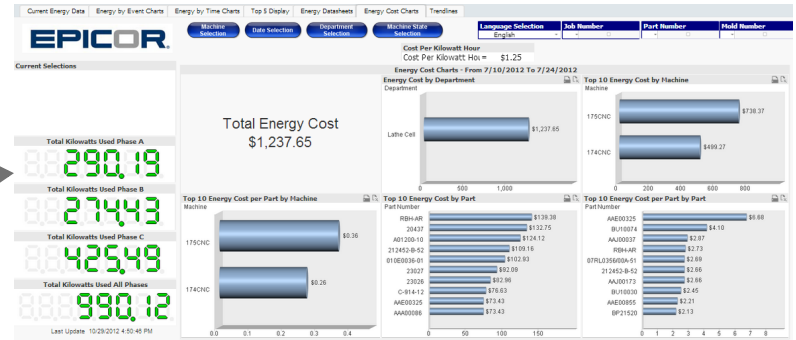 Current Energy Data Energy by Event Charts Energy by Time Charts Top 5 Display Energy Datasheets Energy Cost Charts Trendlines
EPICOR.
Machine Selection
Date Selection
Department Selection
Machine State Selection
Language Selection
English
Job Number
Part Number
Mold Number
Cost Per Kilowatt Hour
Cost Per Kilowatt Hou = $1.25
Current Selections
Energy Cost Charts - From 7/10/2012 To 7/24/2012
Total Energy Cost
$1,237.65
Energy Cost by Department
Department
Lathe Cell
$1,237.65
0 500 1,000
Top 10 Energy Cost by Machine
Machine
175CNC $738.37
174CNC $499.27
0 200 400 600 800
Total Kilowatts Used Phase A
290.19
Total Kilowatts Used Phase B
274.43
Total Kilowatts Used Phase C
425.49
Total Kilowatts Used All Phases
990.12
Last Update 10/29/2012 4:50:46 PM
Top 10 Energy Cost per Part by Machine
Machine
175CNC $0.36
174CNC $0.26
0.0 0.1 0.2 0.3 0.4
Top 10 Energy Cost by Part
Part Number
RBH-AR $139.38
20437 $132.75
A01200-10 $124.12
212452-B-52 $109.16
010E0036-01 $102.93
23027 $92.09
23026 $82.96
C-914-12 $76.63
AAE00325 $73.43
AAA00086 $73.43
0 50 100 150
Top 10 Energy Cost per Part by Part
Part Number
AAE00325 $6.68
BU10074 $4.10
AAJ00037 $2.87
RBH-AR $2.73
07RL0356/00A-51 $2.69
212452-B-52 $2.66
AAJ00173 $2.66
BU10030 $2.45
AAE00855 $2.21
BP21520 $2.13
0 1 2 3 4 5 6 7 8